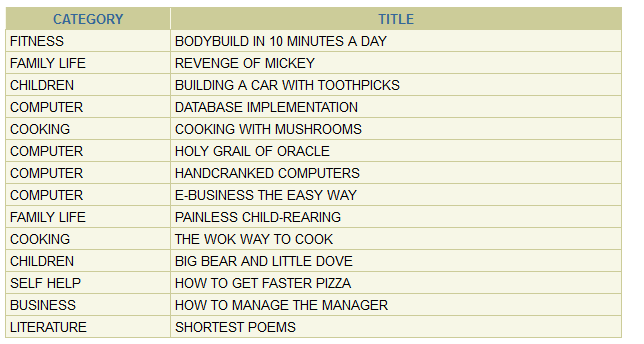 CATEGORY TITLE
FITNESS BODYBUILD IN 10 MINUTES A DAY
FAMILY LIFE REVENGE OF MICKEY
CHILDREN BUILDING A CAR WITH TOOTHPICKS
COMPUTER DATABASE IMPLEMENTATION
COOKING COOKING WITH MUSHROOMS
COMPUTER HOLY GRAIL OF ORACLE
COMPUTER HANDCRANKED COMPUTERS
COMPUTER E-BUSINESS THE EASY WAY
FAMILY LIFE PAINLESS CHILD-REARING
COOKING THE WOK WAY TO COOK
CHILDREN BIG BEAR AND LITTLE DOVE
SELF HELP HOW TO GET FASTER PIZZA
BUSINESS HOW TO MANAGE THE MANAGER
LITERATURE SHORTEST POEMS